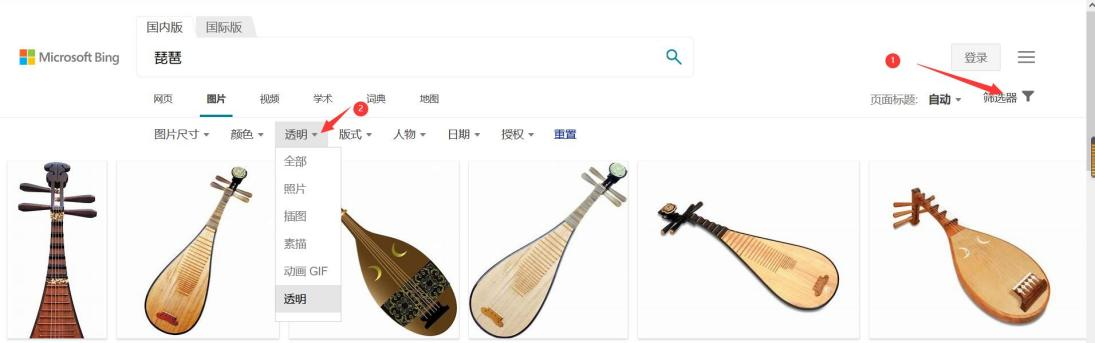 国内版 国际版
Microsoft Bing 琵琶 登录
1
网页 图片 视频 学术 词典 地图 页面标题: 自动 筛选器
2
图片尺寸 颜色 透明 版式 人物 日期 授权 重置
全部
照片
插图
素描
动画 GIF
透明